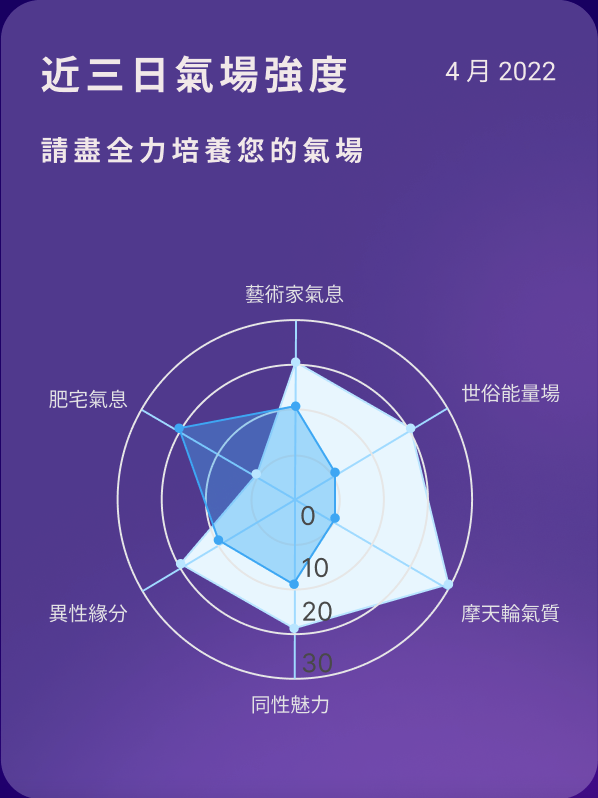 近三日氣場強度
4 月 2022
請盡全力培養您的氣場
藝術家氣息
世俗能量場
肥宅氣息
0
10
20
30
異性緣分
摩天輪氣質
同性魅力